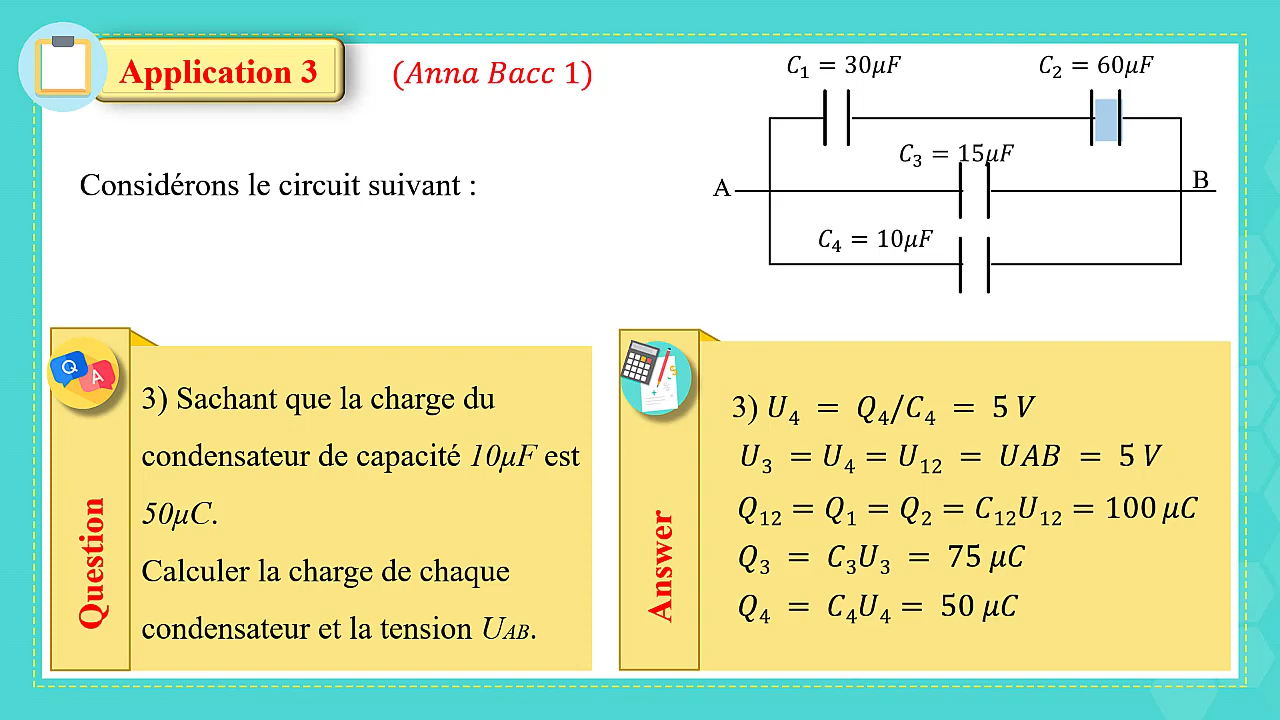 Application 3
(Anna Bacc 1)
C₁ = 30μF
C₂ = 60μF
C₃ = 15μF
Considérons le circuit suivant :
A
B
C₄ = 10μF
Q
A
Question
3) Sachant que la charge du
condensateur de capacité 10μF est
50μC.
Calculer la charge de chaque
condensateur et la tension UAB.
Answer
3) U₄ = Q₄/C₄ = 5 V
U₃ = U₄ = U₁₂ = UAB = 5 V
Q₁₂ = Q₁ = Q₂ = C₁₂U₁₂ = 100 μC
Q₃ = C₃U₃ = 75 μC
Q₄ = C₄U₄ = 50 μC